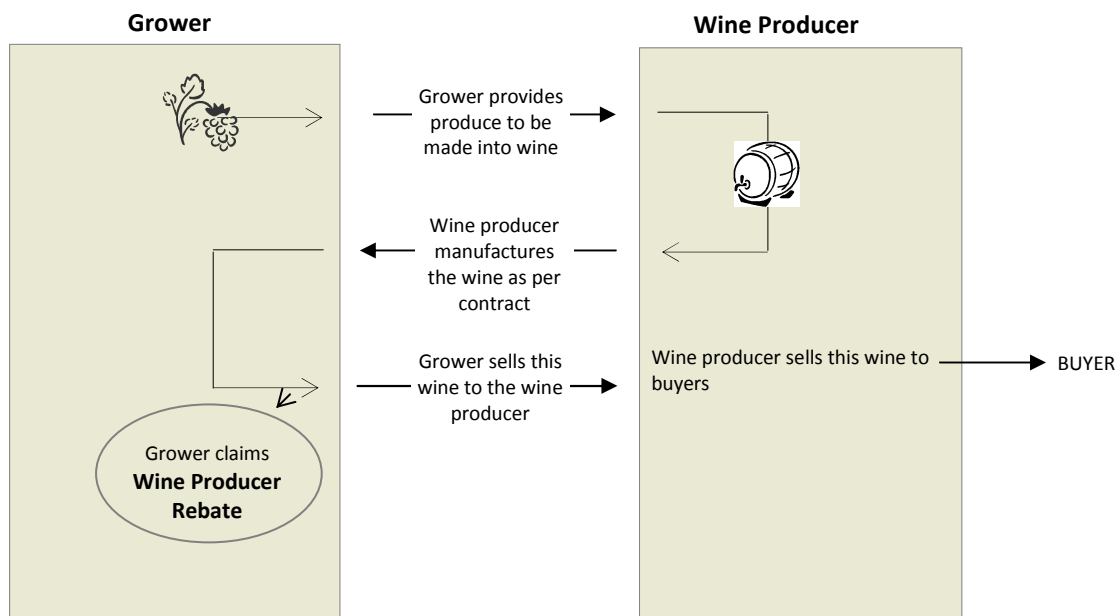 Grower
Wine Producer
Grower provides
produce to be
made into wine
Wine producer
manufactures
the wine as per
contract
Grower sells this
wine to the wine
producer
Wine producer sells this wine to
buyers
BUYER
Grower claims
Wine Producer
Rebate